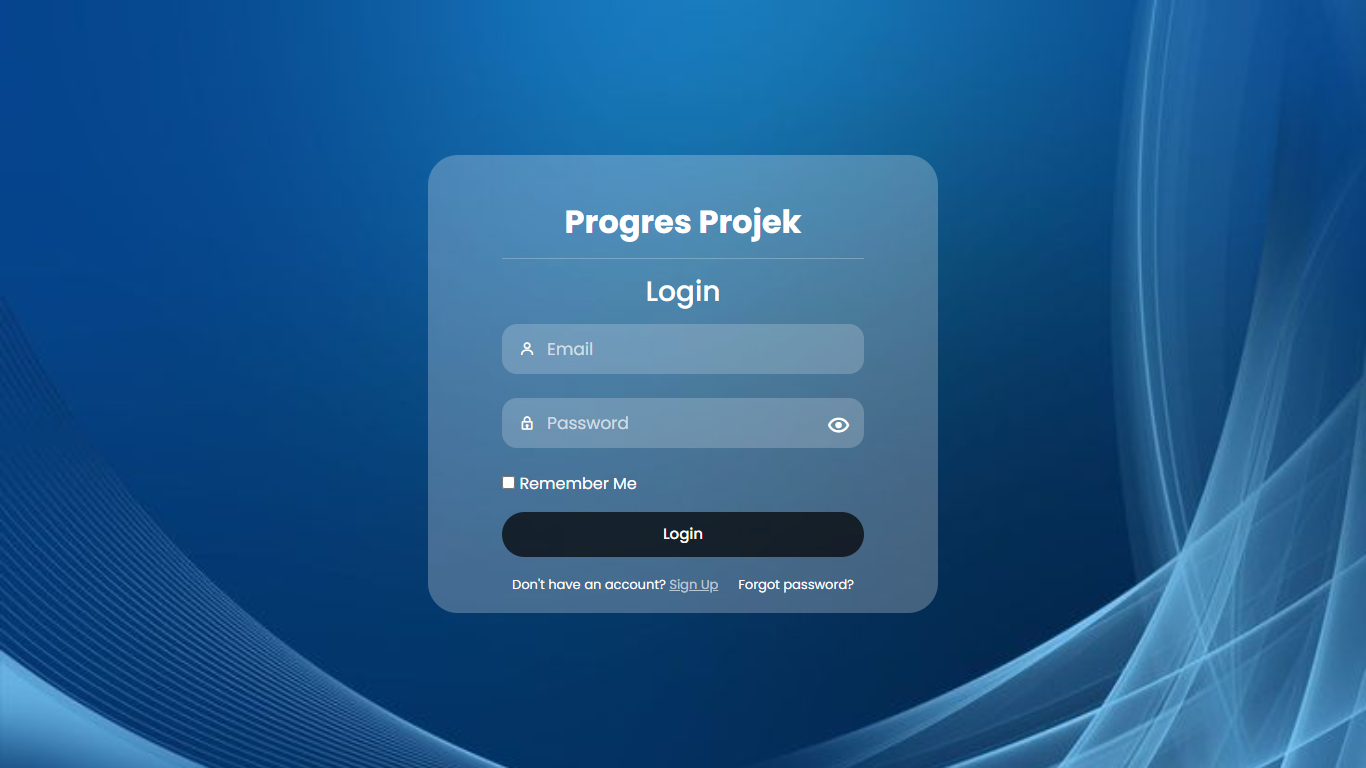 Progres Projek
Login
Email
Password
Remember Me
Login
Don't have an account? Sign Up Forgot password?